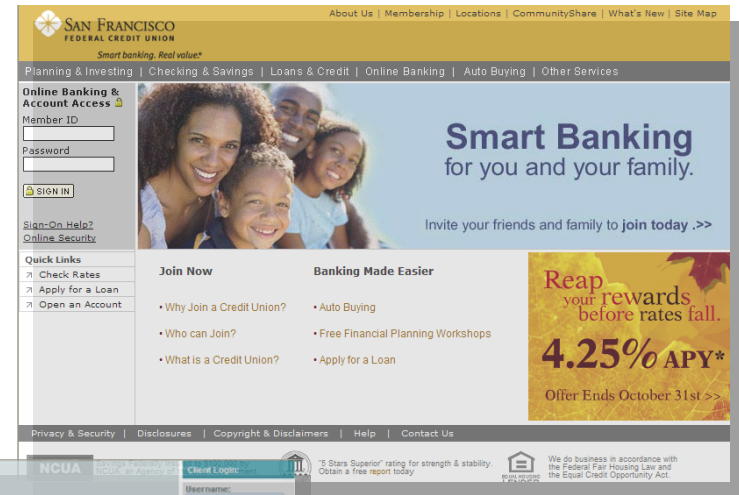 About Us | Membership | Locations | CommunityShare | What's New | Site Map
SAN FRANCISCO
FEDERAL CREDIT UNION
Smart banking. Real value.*
Planning & Investing | Checking & Savings | Loans & Credit | Online Banking | Auto Buying | Other Services
Online Banking &
Account Access
Member ID
Password
SIGN IN
Sign-On Help?
Online Security
Smart Banking
for you and your family.
Invite your friends and family to join today .>>
Quick Links
Check Rates
Apply for a Loan
Open an Account
Join Now
• Why Join a Credit Union?
• Who can Join?
• What is a Credit Union?
Banking Made Easier
• Auto Buying
• Free Financial Planning Workshops
• Apply for a Loan
Reap
your rewards
before rates fall.
4.25% APY*
Offer Ends October 31st >>
Privacy & Security | Disclosures | Copyright & Disclaimers | Help | Contact Us
NCUA
"5 Stars Superior" rating for strength & stability.
Obtain a free report today
EQUAL HOUSING
LENDER
We do business in accordance with
the Federal Fair Housing Law and
the Equal Credit Opportunity Act.
Client Login:
Username: